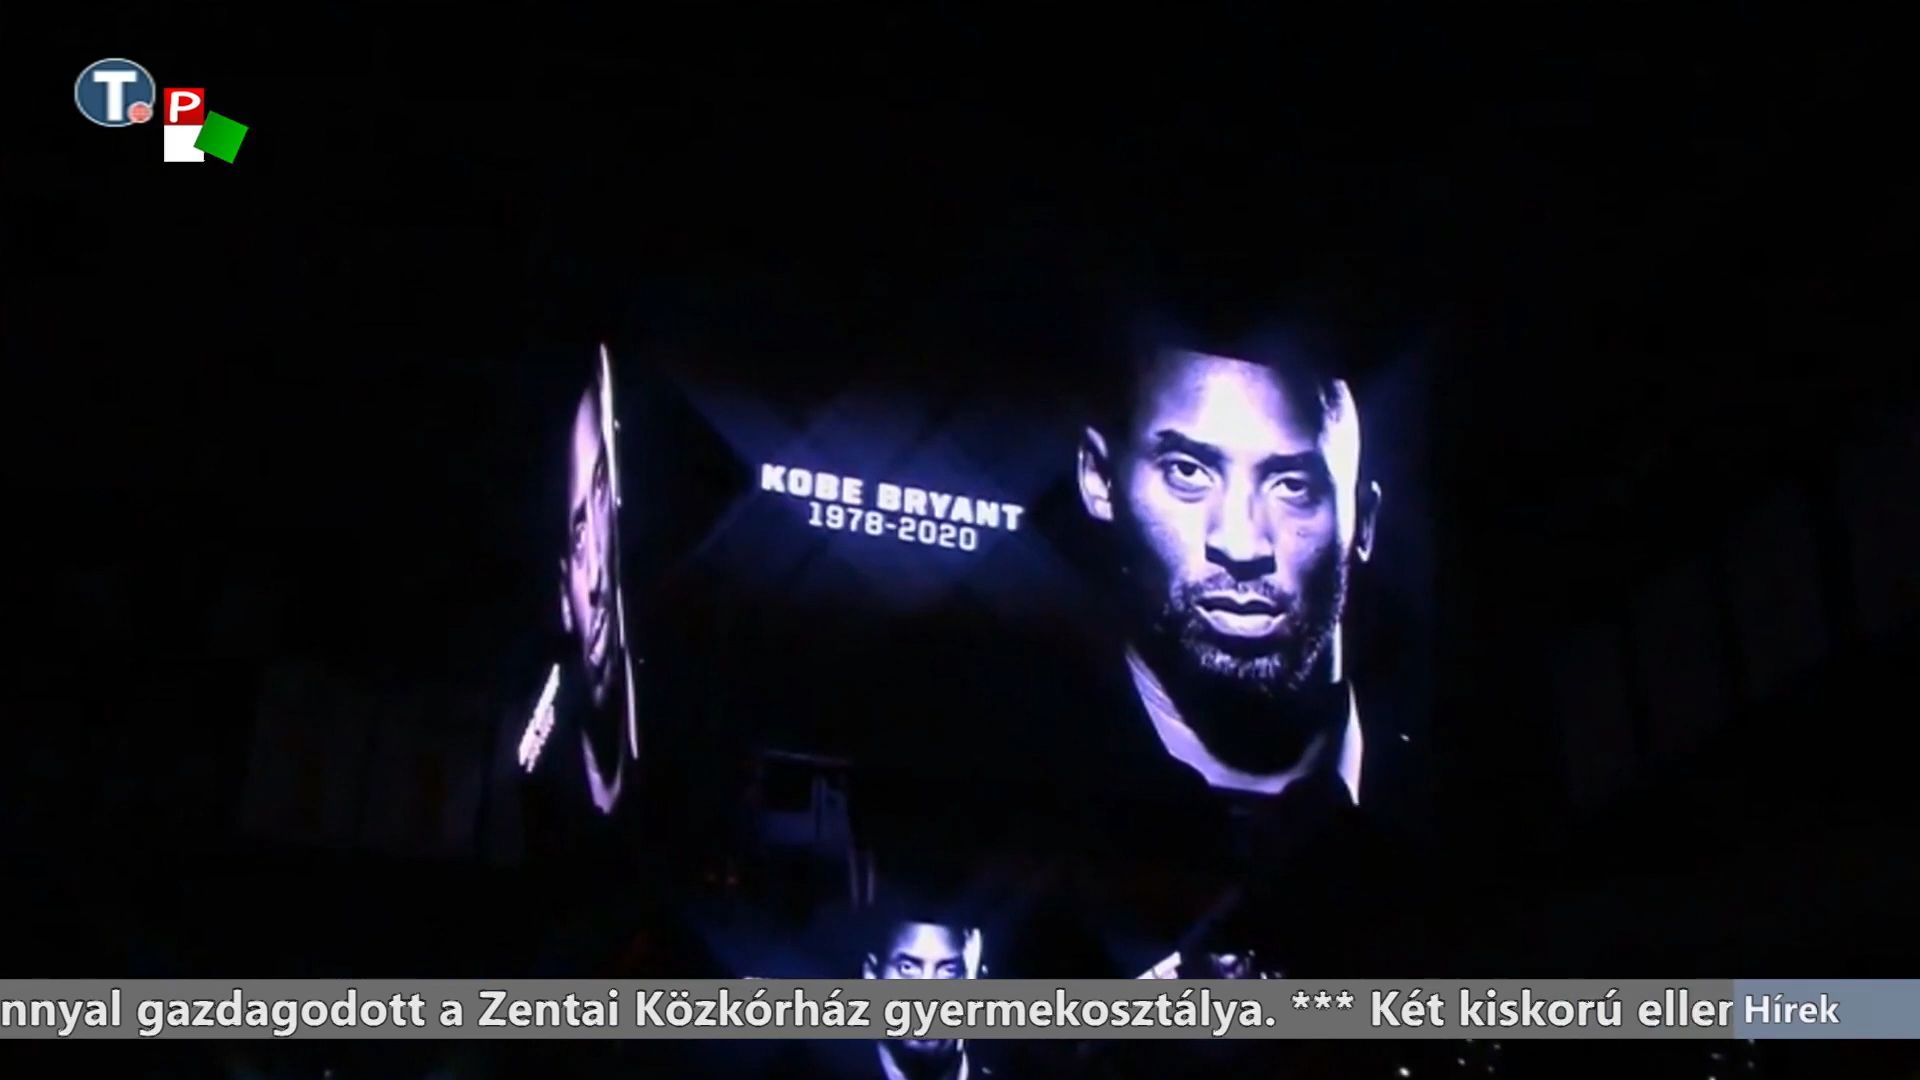 T
P
KOBE BRYANT
1978-2020
nnyal gazdagodott a Zentai Közkórház gyermekosztálya. *** Két kiskorú eller
Hírek